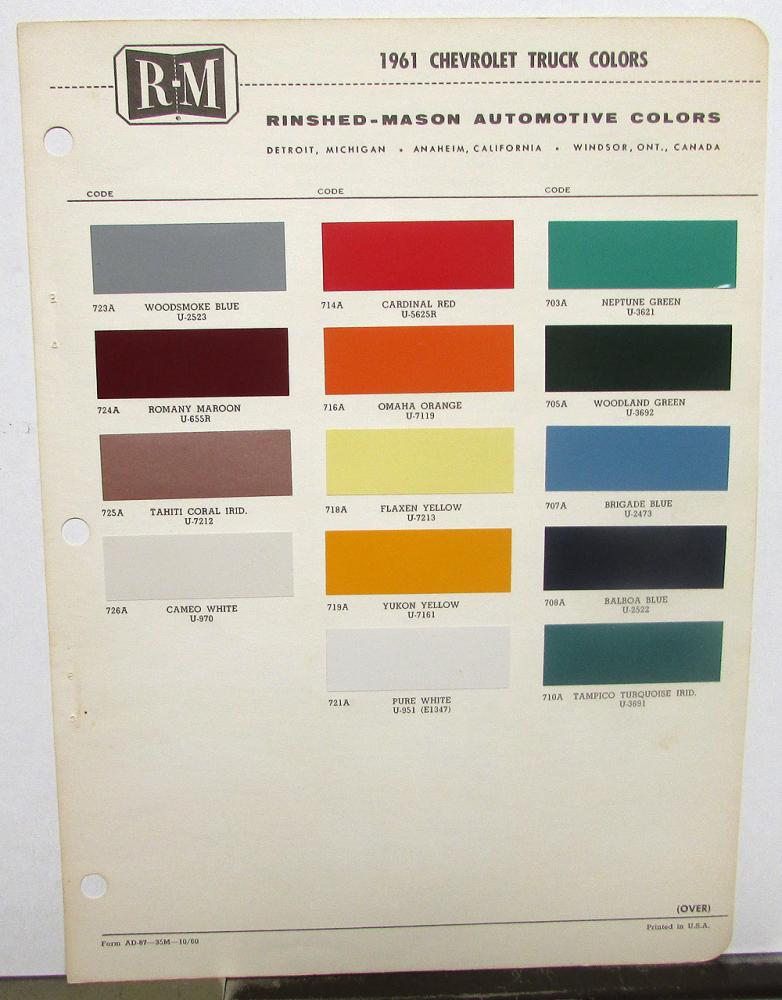 R-M
1961 CHEVROLET TRUCK COLORS
RINSHED-MASON AUTOMOTIVE COLORS
DETROIT, MICHIGAN • ANAHEIM, CALIFORNIA • WINDSOR, ONT., CANADA
CODE CODE CODE
723A WOODSMOKE BLUE
U-2523
714A CARDINAL RED
U-5625R
703A NEPTUNE GREEN
U-3621
724A ROMANY MAROON
U-655R
716A OMAHA ORANGE
U-7119
705A WOODLAND GREEN
U-3692
725A TAHITI CORAL IRID.
U-7212
718A FLAXEN YELLOW
U-7213
707A BRIGADE BLUE
U-2473
726A CAMEO WHITE
U-970
719A YUKON YELLOW
U-7161
708A BALBOA BLUE
U-2522
721A PURE WHITE
U-951 (E1347)
710A TAMPICO TURQUOISE IRID.
U-3691
(OVER)
Form AD-87—35M—10/60
Printed in U.S.A.